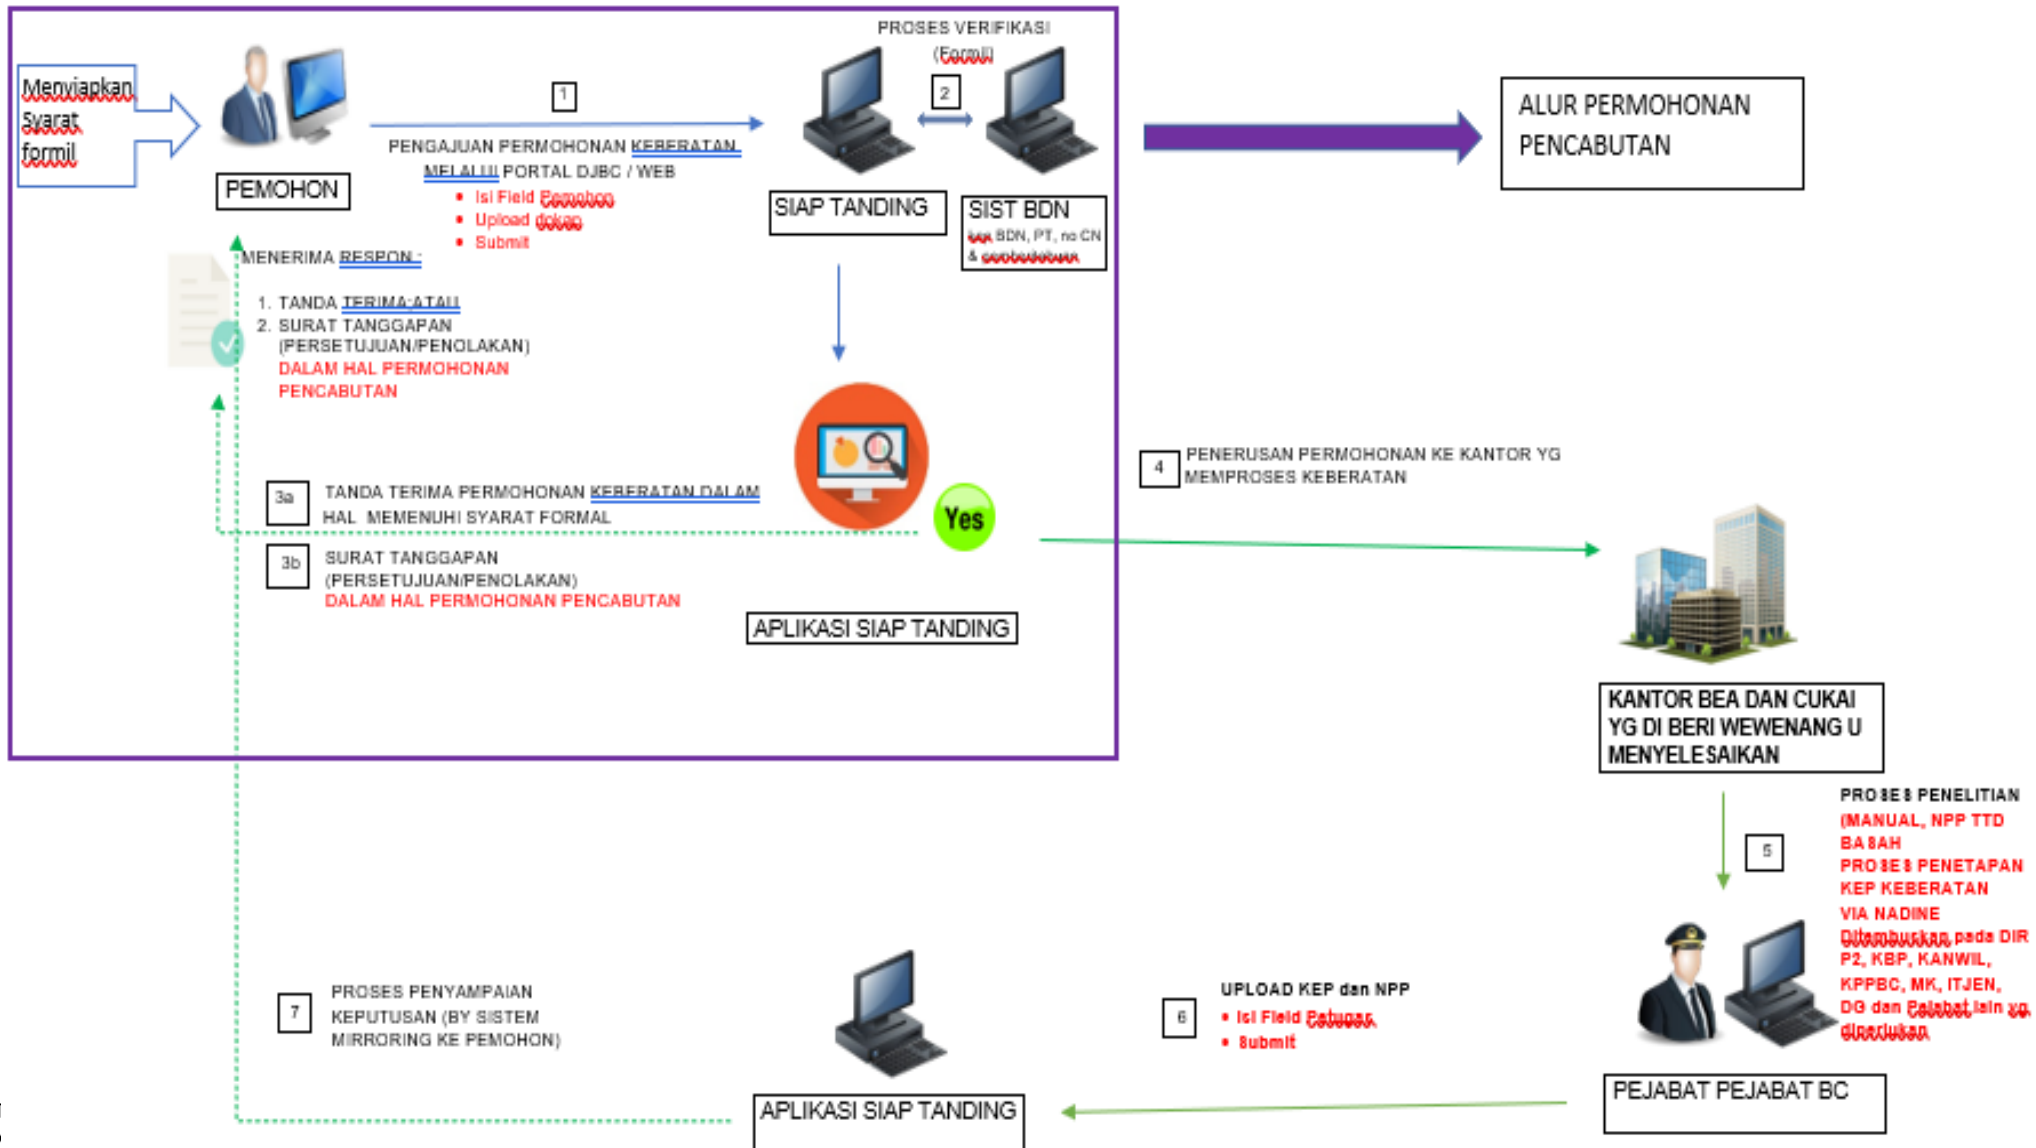 PROSES VERIFIKASI
(Formil)
Menyiapkan
Syarat
formil
1
2
ALUR PERMOHONAN
PENCABUTAN
PENGAJUAN PERMOHONAN KEBERATAN
MELALUI PORTAL DJBC / WEB
• Isi Field Pemohon
• Upload dokap
• Submit
PEMOHON
SIAP TANDING
SIST BDN
BDN, PT, no CN
&
MENERIMA RESPON :
1. TANDA TERIMA;ATAU
2. SURAT TANGGAPAN
(PERSETUJUAN/PENOLAKAN)
DALAM HAL PERMOHONAN
PENCABUTAN
3a
TANDA TERIMA PERMOHONAN KEBERATAN DALAM
HAL MEMENUHI SYARAT FORMAL
Yes
3b
SURAT TANGGAPAN
(PERSETUJUAN/PENOLAKAN)
DALAM HAL PERMOHONAN PENCABUTAN
APLIKASI SIAP TANDING
4
PENERUSAN PERMOHONAN KE KANTOR YG
MEMPROSES KEBERATAN
KANTOR BEA DAN CUKAI
YG DI BERI WEWENANG U
MENYELESAIKAN
5
PROSES PENELITIAN
(MANUAL, NPP TTD
BASAH
PROSES PENETAPAN
KEP KEBERATAN
VIA NADINE
Ditembuskan pada DIR
P2, KBP, KANWIL,
KPPBC, MK, ITJEN,
DG dan Pejabat lain yg
diperlukan
PEJABAT PEJABAT BC
6
UPLOAD KEP dan NPP
• Isi Field Petugas
• Submit
APLIKASI SIAP TANDING
7
PROSES PENYAMPAIAN
KEPUTUSAN (BY SISTEM
MIRRORING KE PEMOHON)